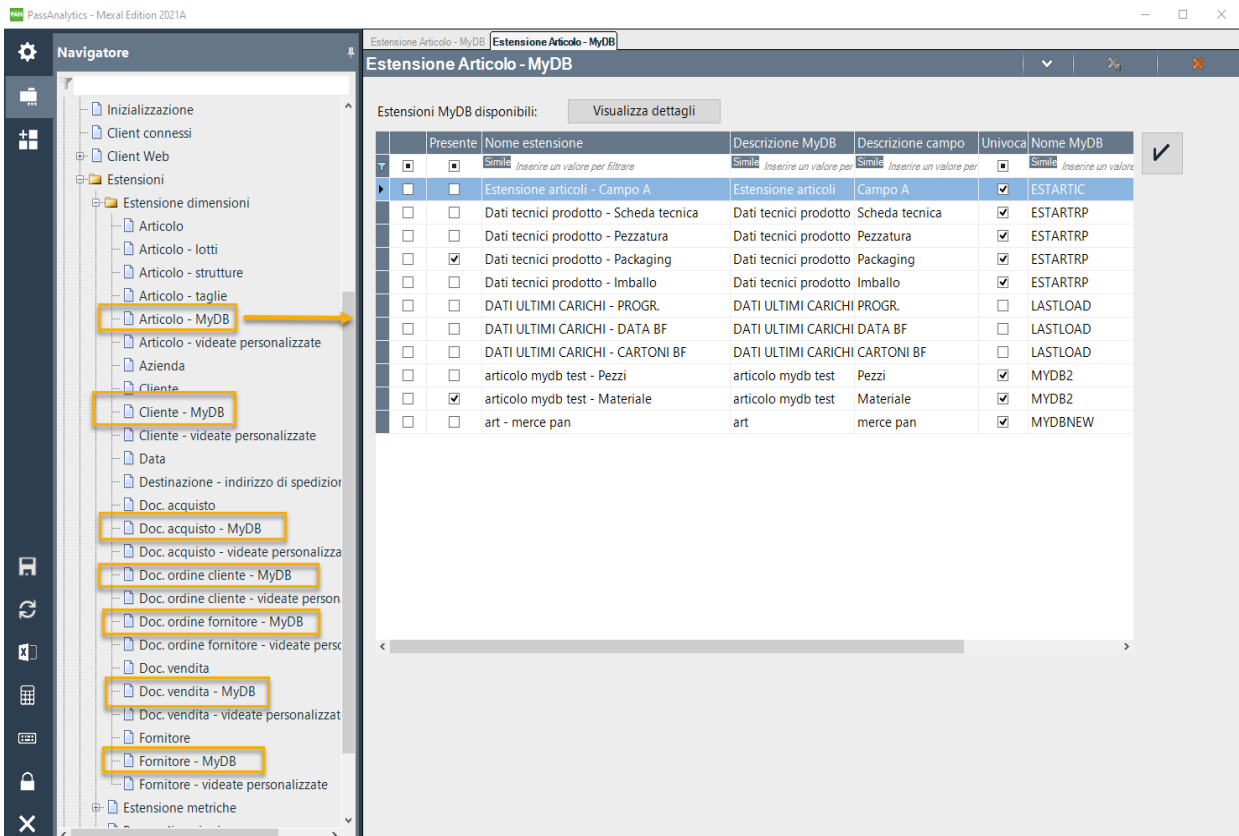 PAN PassAnalytics - Mexal Edition 2021A
Navigatore
Inizializzazione
Client connessi
Client Web
Estensioni
Estensione dimensioni
Articolo
Articolo - lotti
Articolo - strutture
Articolo - taglie
Articolo - MyDB
Articolo - videate personalizzate
Azienda
Cliente
Cliente - MyDB
Cliente - videate personalizzate
Data
Destinazione - indirizzo di spedizion
Doc. acquisto
Doc. acquisto - MyDB
Doc. acquisto - videate personalizza
Doc. ordine cliente - MyDB
Doc. ordine cliente - videate person
Doc. ordine fornitore - MyDB
Doc. ordine fornitore - videate perso
Doc. vendita
Doc. vendita - MyDB
Doc. vendita - videate personalizzat
Fornitore
Fornitore - MyDB
Fornitore - videate personalizzate
Estensione metriche
Estensione Articolo - MyDB Estensione Articolo - MyDB
Estensione Articolo - MyDB
Estensioni MyDB disponibili: Visualizza dettagli
Presente Nome estensione Descrizione MyDB Descrizione campo Univoca Nome MyDB
Simile Inserire un valore per filtrare Simile Inserire un valore per Simile Inserire un valore per Simile Inserire un valore
Estensione articoli - Campo A Estensione articoli Campo A ESTARTIC
Dati tecnici prodotto - Scheda tecnica Dati tecnici prodotto Scheda tecnica ESTARTRP
Dati tecnici prodotto - Pezzatura Dati tecnici prodotto Pezzatura ESTARTRP
Dati tecnici prodotto - Packaging Dati tecnici prodotto Packaging ESTARTRP
Dati tecnici prodotto - Imballo Dati tecnici prodotto Imballo ESTARTRP
DATI ULTIMI CARICHI - PROGR. DATI ULTIMI CARICHI PROGR. LASTLOAD
DATI ULTIMI CARICHI - DATA BF DATI ULTIMI CARICHI DATA BF LASTLOAD
DATI ULTIMI CARICHI - CARTONI BF DATI ULTIMI CARICHI CARTONI BF LASTLOAD
articolo mydb test - Pezzi articolo mydb test Pezzi MYDB2
articolo mydb test - Materiale articolo mydb test Materiale MYDB2
art - merce pan art merce pan MYDBNEW